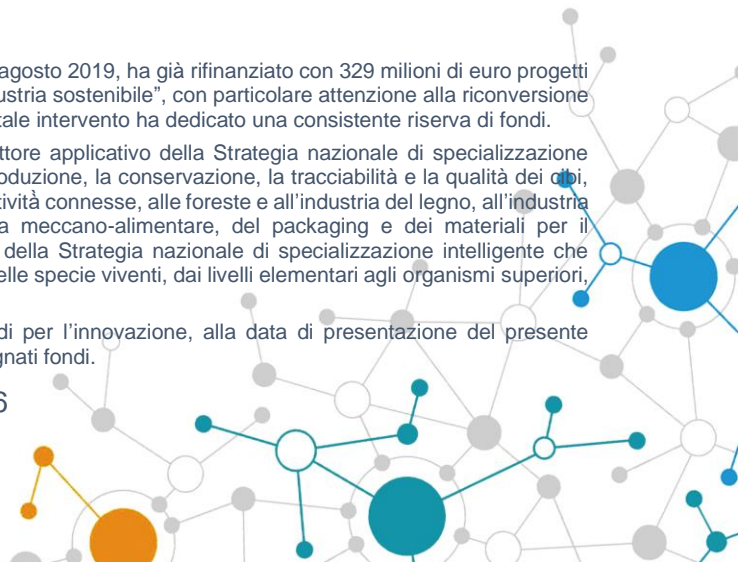 agosto 2019, ha già rifinanziato con 329 milioni di euro progetti
ustria sostenibile”, con particolare attenzione alla riconversione
tale intervento ha dedicato una consistente riserva di fondi.
ttore applicativo della Strategia nazionale di specializzazione
oduzione, la conservazione, la tracciabilità e la qualità dei cibi,
tività connesse, alle foreste e all’industria del legno, all’industria
a meccano-alimentare, del packaging e dei materiali per il
della Strategia nazionale di specializzazione intelligente che
elle specie viventi, dai livelli elementari agli organismi superiori,
di per l’innovazione, alla data di presentazione del presente
gnati fondi.
6